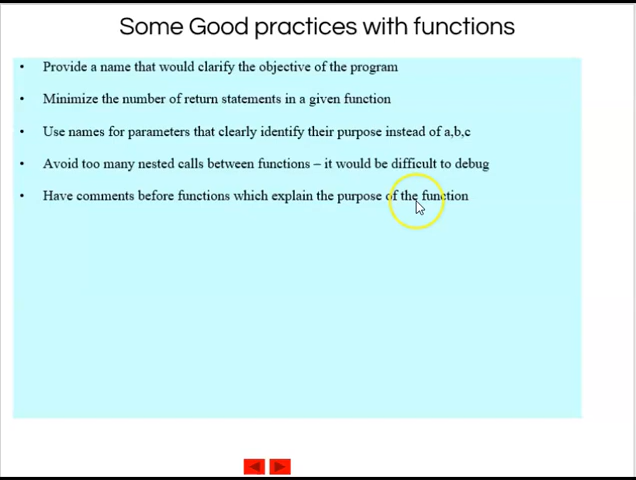 Some Good practices with functions
• Provide a name that would clarify the objective of the program
• Minimize the number of return statements in a given function
• Use names for parameters that clearly identify their purpose instead of a,b,c
• Avoid too many nested calls between functions – it would be difficult to debug
• Have comments before functions which explain the purpose of the function